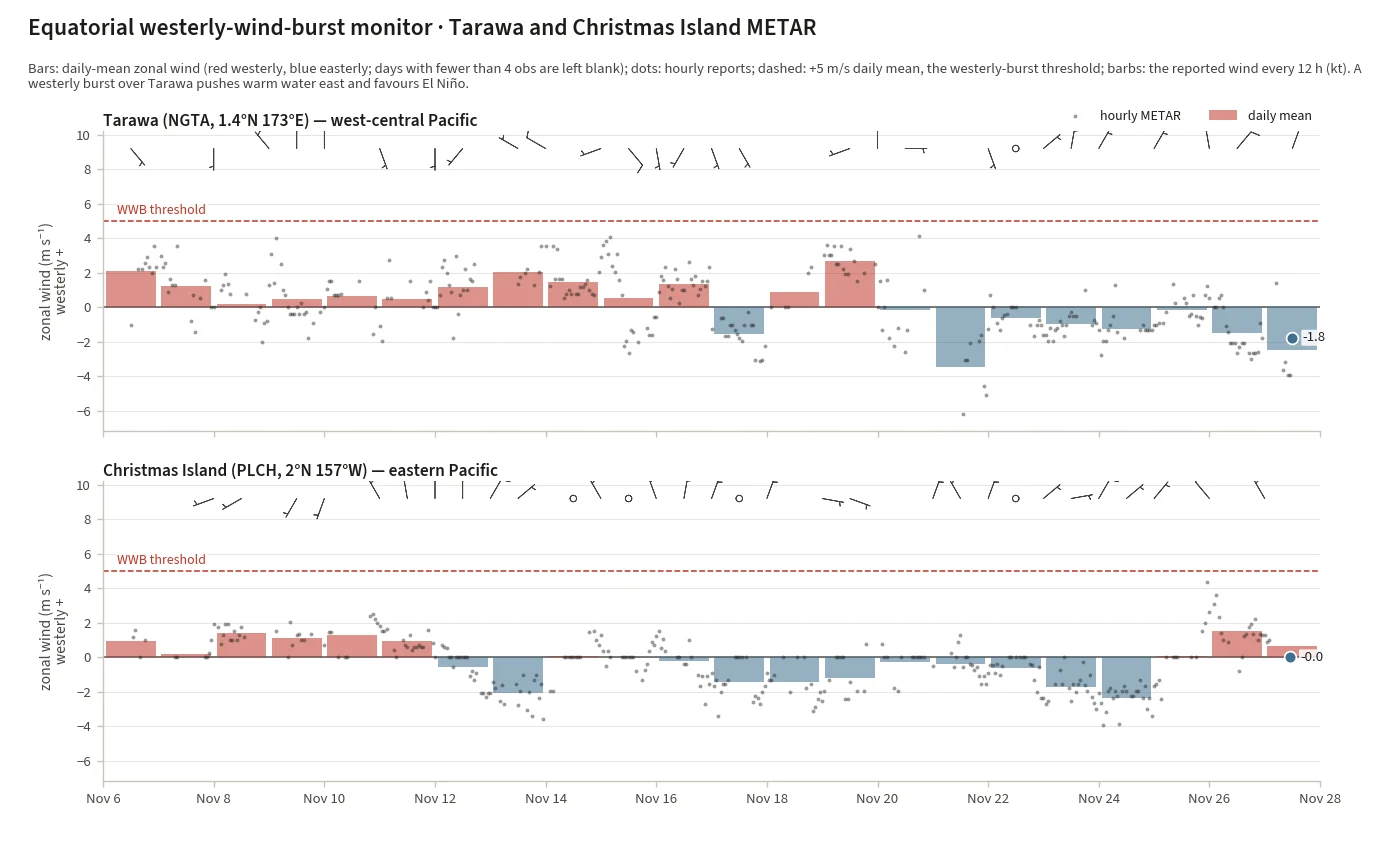 Equatorial westerly-wind-burst monitor · Tarawa and Christmas Island METAR
Bars: daily-mean zonal wind (red westerly, blue easterly; days with fewer than 4 obs are left blank); dots: hourly reports; dashed: +5 m/s daily mean, the westerly-burst threshold; barbs: the reported wind every 12 h (kt). A
westerly burst over Tarawa pushes warm water east and favours El Niño.
Tarawa (NGTA, 1.4°N 173°E) — west-central Pacific
hourly METAR
daily mean
10
8
6
4
2
0
−2
−4
−6
zonal wind (m s⁻¹)
westerly +
WWB threshold
-1.8
Christmas Island (PLCH, 2°N 157°W) — eastern Pacific
10
8
6
4
2
0
−2
−4
−6
zonal wind (m s⁻¹)
westerly +
WWB threshold
-0.0
Nov 6
Nov 8
Nov 10
Nov 12
Nov 14
Nov 16
Nov 18
Nov 20
Nov 22
Nov 24
Nov 26
Nov 28